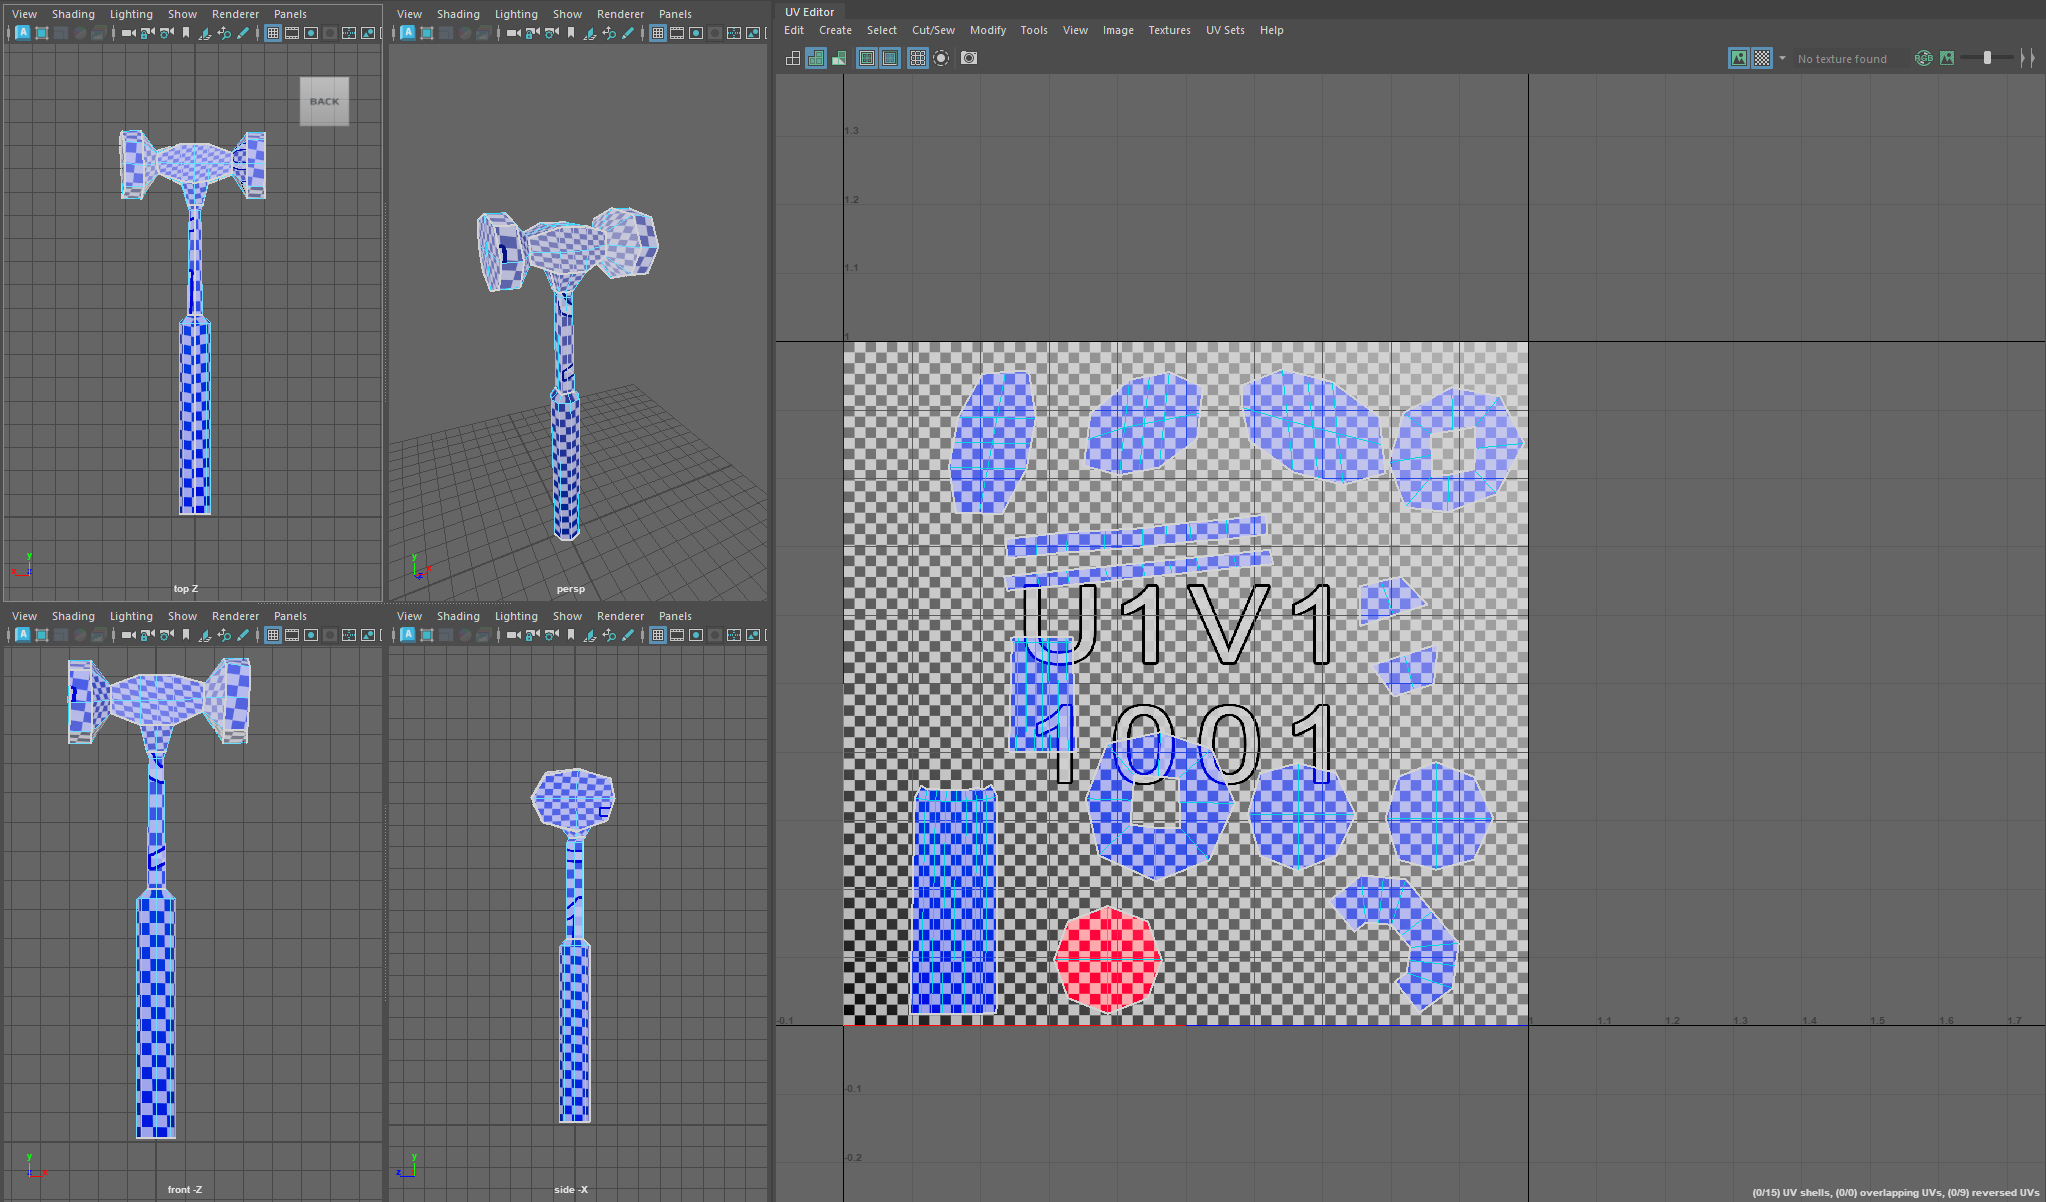 View Shading Lighting Show Renderer Panels
BACK
top Z
View Shading Lighting Show Renderer Panels
persp
View Shading Lighting Show Renderer Panels
front -Z
View Shading Lighting Show Renderer Panels
side -X
UV Editor
Edit Create Select Cut/Sew Modify Tools View Image Textures UV Sets Help
No texture found
RGB
1.3
1.2
1.1
1
U1V1
1001
-0.1
1 1.1 1.2 1.3 1.4 1.5 1.6 1.7
-0.1
-0.2
(0/15) UV shells, (0/0) overlapping UVs, (0/9) reversed UVs